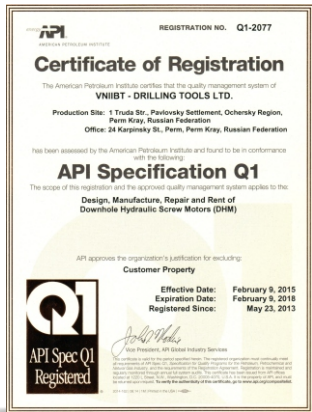 energy API
REGISTRATION NO. Q1-2077
AMERICAN PETROLEUM INSTITUTE
Certificate of Registration
The American Petroleum Institute certifies that the quality management system of
VNIIBT - DRILLING TOOLS LTD.
Production Site: 1 Truda Str., Pavlovsky Settlement, Ochersky Region,
Perm Kray, Russian Federation
Office: 24 Karpinsky St., Perm, Perm Kray, Russian Federation
has been assessed by the American Petroleum Institute and found to be in conformance
with the following:
API Specification Q1
The scope of this registration and the approved quality management system applies to the:
Design, Manufacture, Repair and Rent of
Downhole Hydraulic Screw Motors (DHM)
API approves the organization's justification for excluding:
Customer Property
Effective Date: February 9, 2015
Expiration Date: February 9, 2018
Registered Since: May 23, 2013
Q1
API Spec Q1
Registered
Vice President, API Global Industry Services